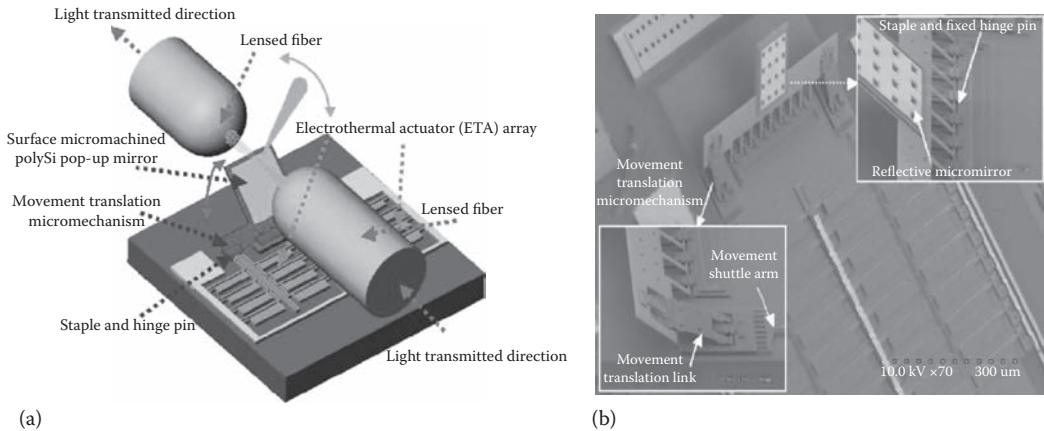 Light transmitted direction
Lensed fiber
Electrothermal actuator (ETA) array
Surface micromachined
polySi pop-up mirror
Movement translation
micromechanism
Lensed fiber
Staple and hinge pin
Light transmitted direction
(a)
Staple and fixed hinge pin
Reflective micromirror
Movement
translation
micromechanism
Movement
shuttle arm
Movement
translation link
10.0 kV ×70 300 um
(b)